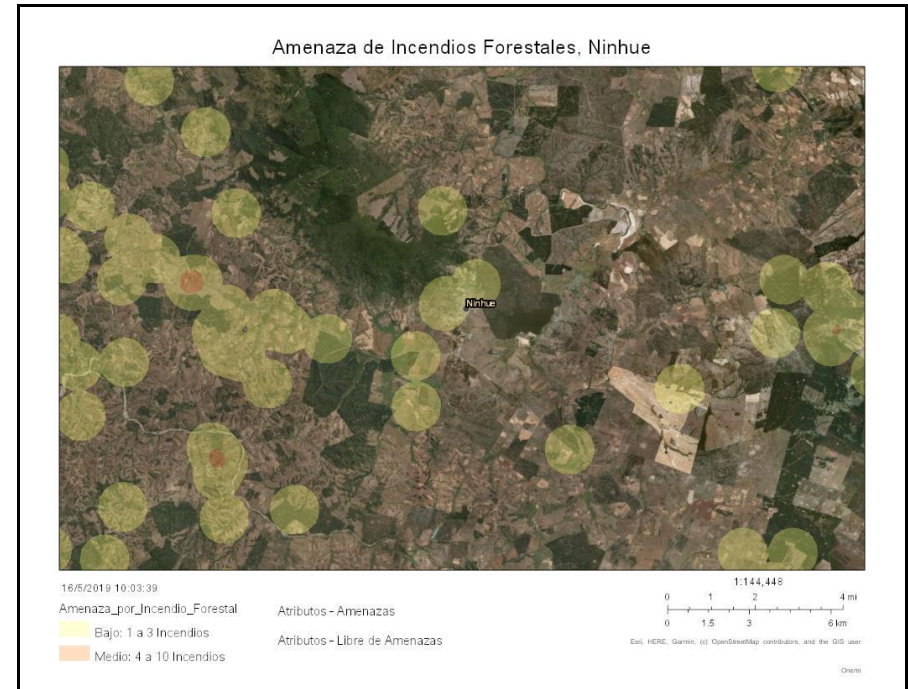 Amenaza de Incendios Forestales, Ninhue
Ninhue
16/5/2019 10:03:39
Amenaza_por_Incendio_Forestal
Bajo: 1 a 3 Incendios
Medio: 4 a 10 Incendios
Atributos - Amenazas
Atributos - Libre de Amenazas
1:144,448
0 1 2 4 mi
0 1.5 3 6 km
Esri, HERE, Garmin, (c) OpenStreetMap contributors, and the GIS user
Onemi